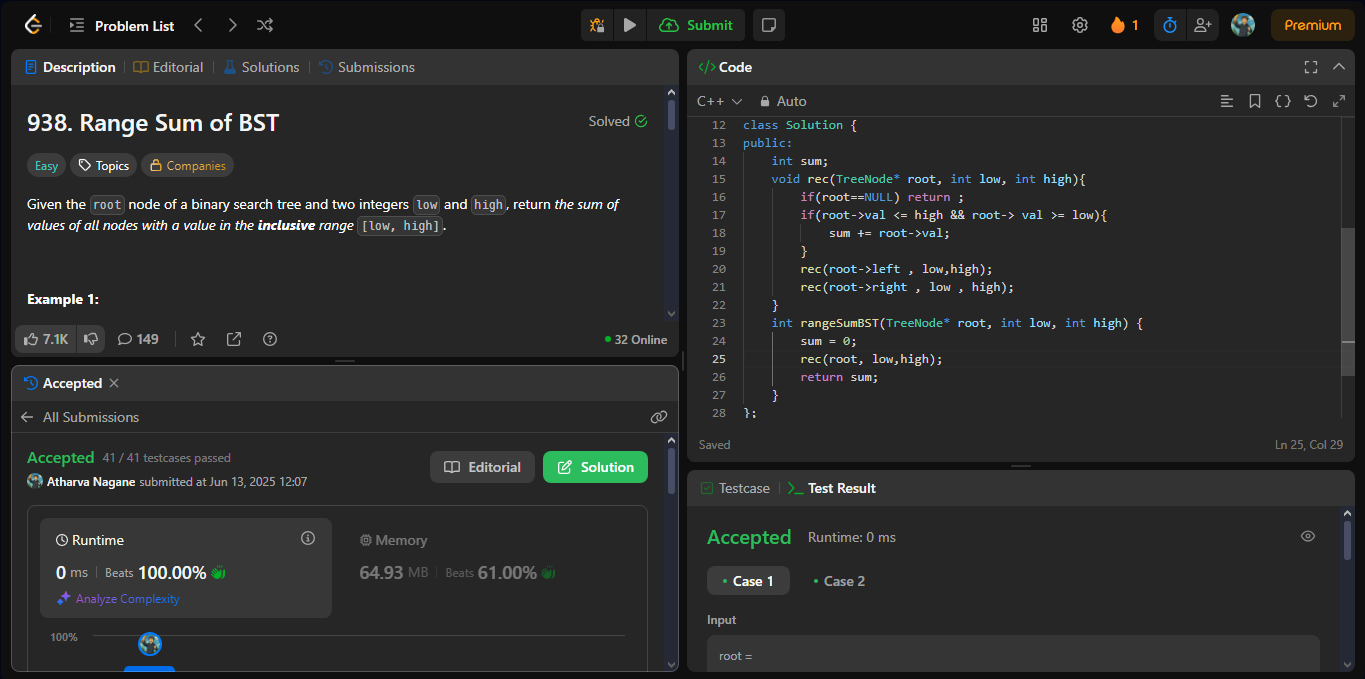 Problem List
Submit
1
Premium
Description | Editorial | Solutions | Submissions
938. Range Sum of BST
Solved
Easy Topics Companies
Given the root node of a binary search tree and two integers low and high, return the sum of
values of all nodes with a value in the inclusive range [low, high].
Example 1:
7.1K 149
32 Online
Accepted
All Submissions
Accepted 41 / 41 testcases passed
Atharva Nagane submitted at Jun 13, 2025 12:07
Editorial
Solution
Runtime
0 ms | Beats 100.00%
Analyze Complexity
Memory
64.93 MB | Beats 61.00%
100%
</> Code
C++ Auto
12 class Solution {
13 public:
14     int sum;
15     void rec(TreeNode* root, int low, int high){
16         if(root==NULL) return ;
17         if(root->val <= high && root-> val >= low){
18             sum += root->val;
19         }
20         rec(root->left , low,high);
21         rec(root->right , low , high);
22     }
23     int rangeSumBST(TreeNode* root, int low, int high) {
24         sum = 0;
25         rec(root, low,high);
26         return sum;
27     }
28 };
Saved
Ln 25, Col 29
Testcase | >_ Test Result
Accepted Runtime: 0 ms
• Case 1 • Case 2
Input
root =